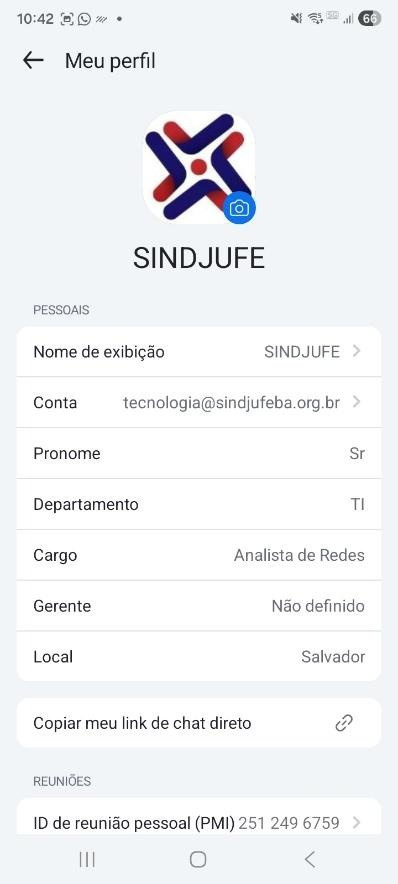 10:42
66
Meu perfil
SINDJUFE
PESSOAIS
Nome de exibição SINDJUFE
Conta tecnologia@sindjufeba.org.br
Pronome Sr
Departamento TI
Cargo Analista de Redes
Gerente Não definido
Local Salvador
Copiar meu link de chat direto
REUNIÕES
ID de reunião pessoal (PMI) 251 249 6759